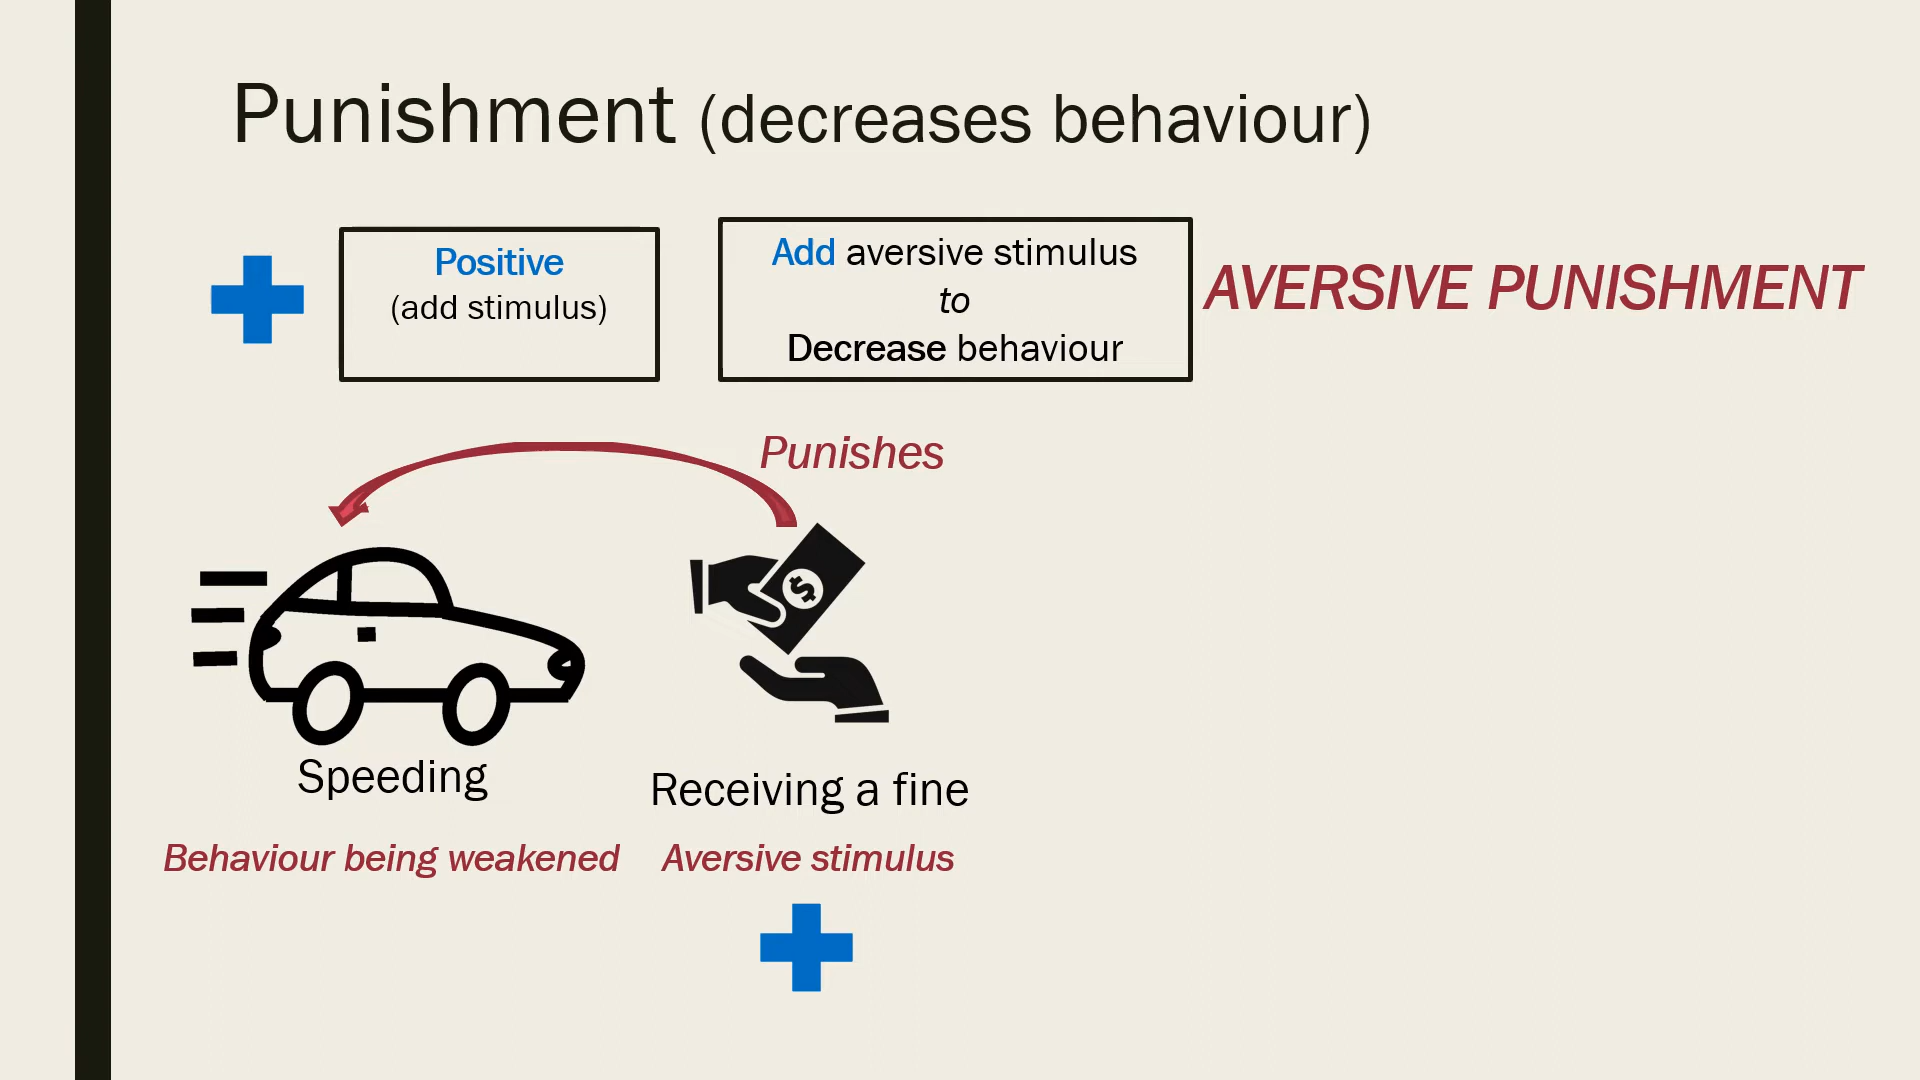 Punishment (decreases behaviour)
Positive
(add stimulus)
Add aversive stimulus
to
Decrease behaviour
AVERSIVE PUNISHMENT
Punishes
$
Speeding
Receiving a fine
Behaviour being weakened
Aversive stimulus